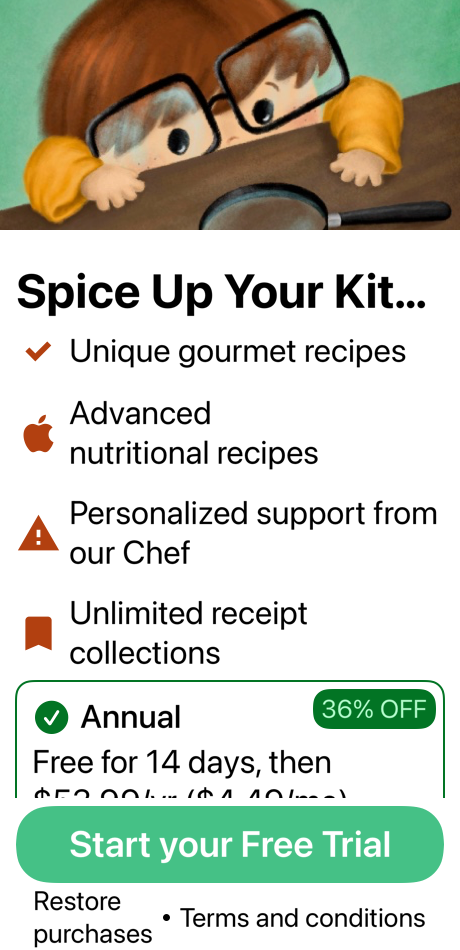 Spice Up Your Kit...
Unique gourmet recipes
Advanced
nutritional recipes
Personalized support from
our Chef
Unlimited receipt
collections
Annual
36% OFF
Free for 14 days, then
Start your Free Trial
Restore
purchases
• Terms and conditions